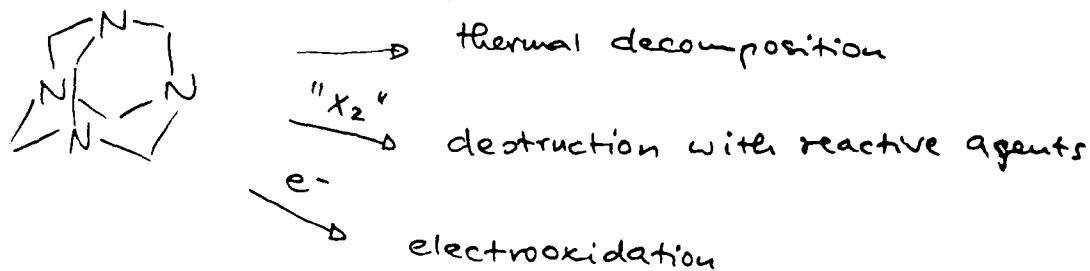 N
N
N
N
thermal decomposition
"X₂"
destruction with reactive agents
e-
electrooxidation